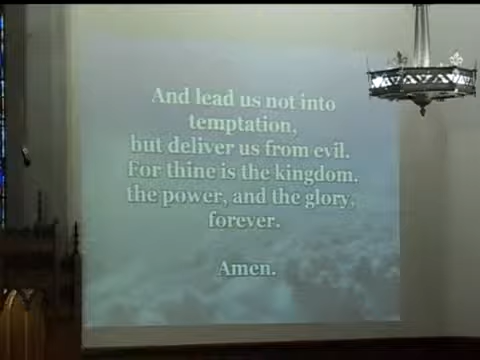 And lead us not into
temptation,
but deliver us from evil.
For thine is the kingdom.
the power, and the glory,
forever.
Amen.